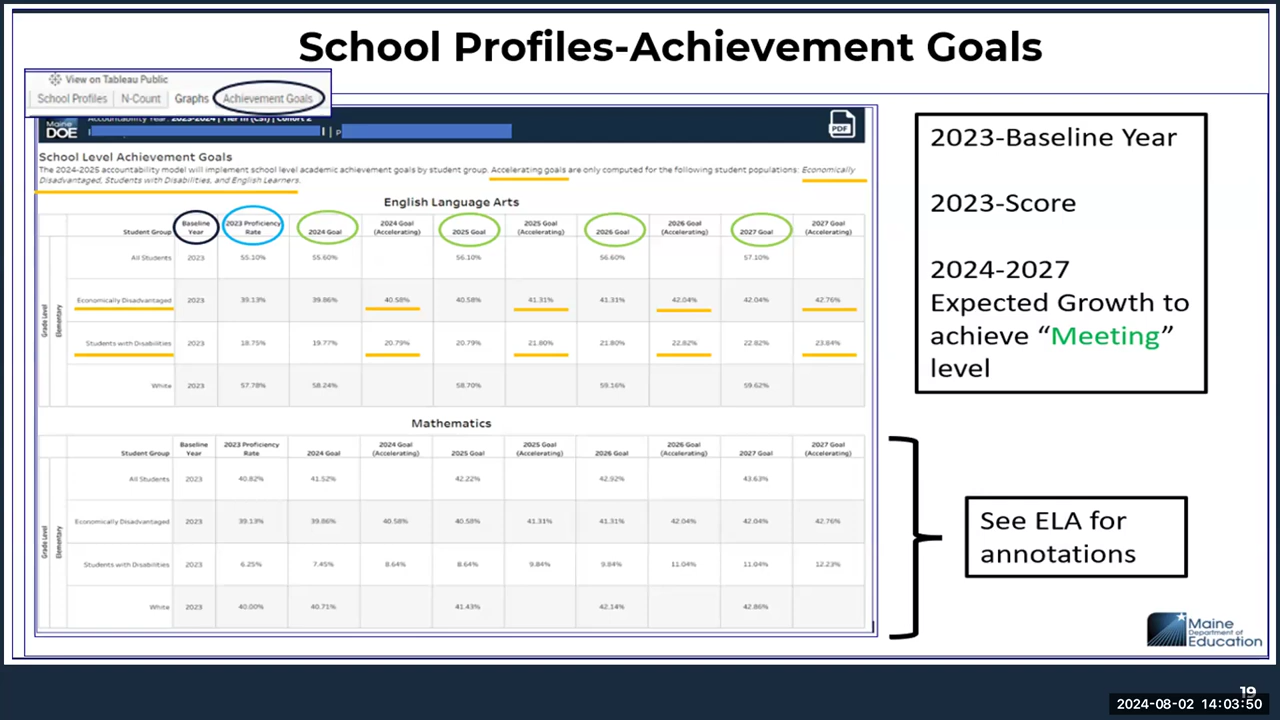 School Profiles-Achievement Goals
View on Tableau Public
School Profiles N-Count Graphs Achievement Goals
Maine DOE
Accountability Year: 2023-2024 | Tier III (CSI) | Cohort 2
PDF
School Level Achievement Goals
The 2024-2025 accountability model will implement school level academic achievement goals by student group. Accelerating goals are only computed for the following student populations: Economically
Disadvantaged, Students with Disabilities, and English Learners.
English Language Arts
Student Group Baseline Year 2023 Proficiency Rate 2024 Goal 2024 Goal (Accelerating) 2025 Goal 2025 Goal (Accelerating) 2026 Goal 2026 Goal (Accelerating) 2027 Goal 2027 Goal (Accelerating)
Grade Level
Elementary
All Students 2023 55.10% 55.60% 56.10% 56.60% 57.10%
Economically Disadvantaged 2023 39.13% 39.86% 40.58% 40.58% 41.31% 41.31% 42.04% 42.04% 42.76%
Students with Disabilities 2023 18.75% 19.77% 20.79% 20.79% 21.80% 21.80% 22.82% 22.82% 23.84%
White 2023 57.78% 58.24% 58.70% 59.16% 59.62%
Mathematics
Student Group Baseline Year 2023 Proficiency Rate 2024 Goal 2024 Goal (Accelerating) 2025 Goal 2025 Goal (Accelerating) 2026 Goal 2026 Goal (Accelerating) 2027 Goal 2027 Goal (Accelerating)
Grade Level
Elementary
All Students 2023 40.82% 41.52% 42.22% 42.92% 43.63%
Economically Disadvantaged 2023 39.13% 39.86% 40.58% 40.58% 41.31% 41.31% 42.04% 42.04% 42.76%
Students with Disabilities 2023 6.25% 7.45% 8.64% 8.64% 9.84% 9.84% 11.04% 11.04% 12.23%
White 2023 40.00% 40.71% 41.43% 42.14% 42.86%
2023-Baseline Year
2023-Score
2024-2027
Expected Growth to
achieve “Meeting”
level
See ELA for
annotations
Maine
Department of
Education
19
2024-08-02 14:03:50